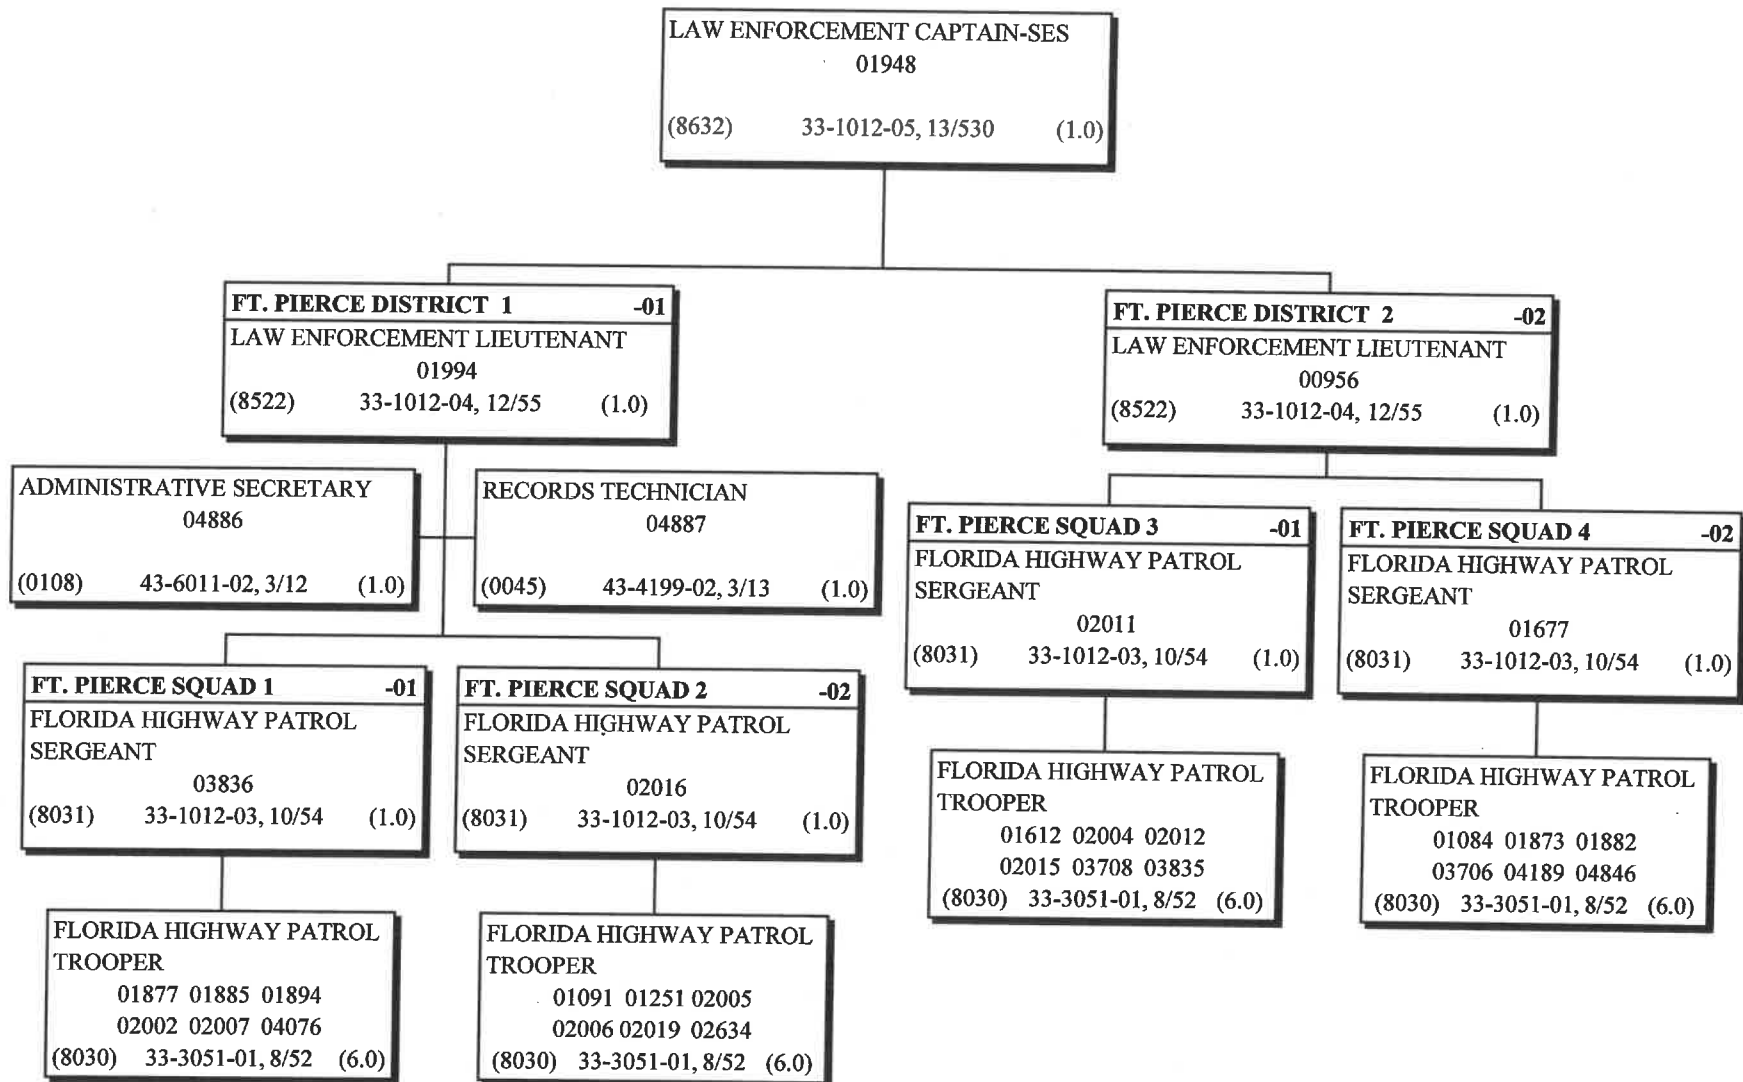 LAW ENFORCEMENT CAPTAIN-SES
01948
(8632) 33-1012-05, 13/530 (1.0)
FT. PIERCE DISTRICT 1 -01
LAW ENFORCEMENT LIEUTENANT
01994
(8522) 33-1012-04, 12/55 (1.0)
FT. PIERCE DISTRICT 2 -02
LAW ENFORCEMENT LIEUTENANT
00956
(8522) 33-1012-04, 12/55 (1.0)
ADMINISTRATIVE SECRETARY
04886
(0108) 43-6011-02, 3/12 (1.0)
RECORDS TECHNICIAN
04887
(0045) 43-4199-02, 3/13 (1.0)
FT. PIERCE SQUAD 3 -01
FLORIDA HIGHWAY PATROL
SERGEANT
02011
(8031) 33-1012-03, 10/54 (1.0)
FT. PIERCE SQUAD 4 -02
FLORIDA HIGHWAY PATROL
SERGEANT
01677
(8031) 33-1012-03, 10/54 (1.0)
FT. PIERCE SQUAD 1 -01
FLORIDA HIGHWAY PATROL
SERGEANT
03836
(8031) 33-1012-03, 10/54 (1.0)
FT. PIERCE SQUAD 2 -02
FLORIDA HIGHWAY PATROL
SERGEANT
02016
(8031) 33-1012-03, 10/54 (1.0)
FLORIDA HIGHWAY PATROL
TROOPER
01612 02004 02012
02015 03708 03835
(8030) 33-3051-01, 8/52 (6.0)
FLORIDA HIGHWAY PATROL
TROOPER
01084 01873 01882
03706 04189 04846
(8030) 33-3051-01, 8/52 (6.0)
FLORIDA HIGHWAY PATROL
TROOPER
01877 01885 01894
02002 02007 04076
(8030) 33-3051-01, 8/52 (6.0)
FLORIDA HIGHWAY PATROL
TROOPER
01091 01251 02005
02006 02019 02634
(8030) 33-3051-01, 8/52 (6.0)